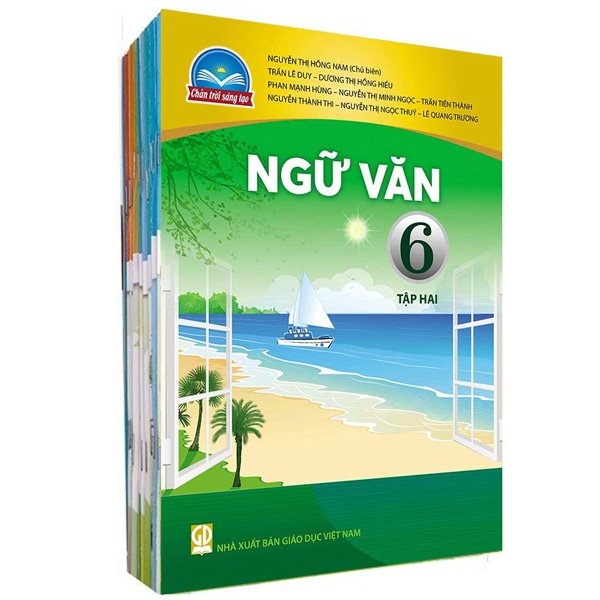 Chân trời sáng tạo
NGUYỄN THỊ HỒNG NAM (Chủ biên)
TRẦN LÊ DUY – DƯƠNG THỊ HỒNG HIẾU
PHAN MẠNH HÙNG – NGUYỄN THỊ MINH NGỌC – TRẦN TIẾN THÀNH
NGUYỄN THÀNH THI – NGUYỄN THỊ NGỌC THUÝ – LÊ QUANG TRƯỜNG
NGỮ VĂN
6
TẬP HAI
GD
NHÀ XUẤT BẢN GIÁO DỤC VIỆT NAM